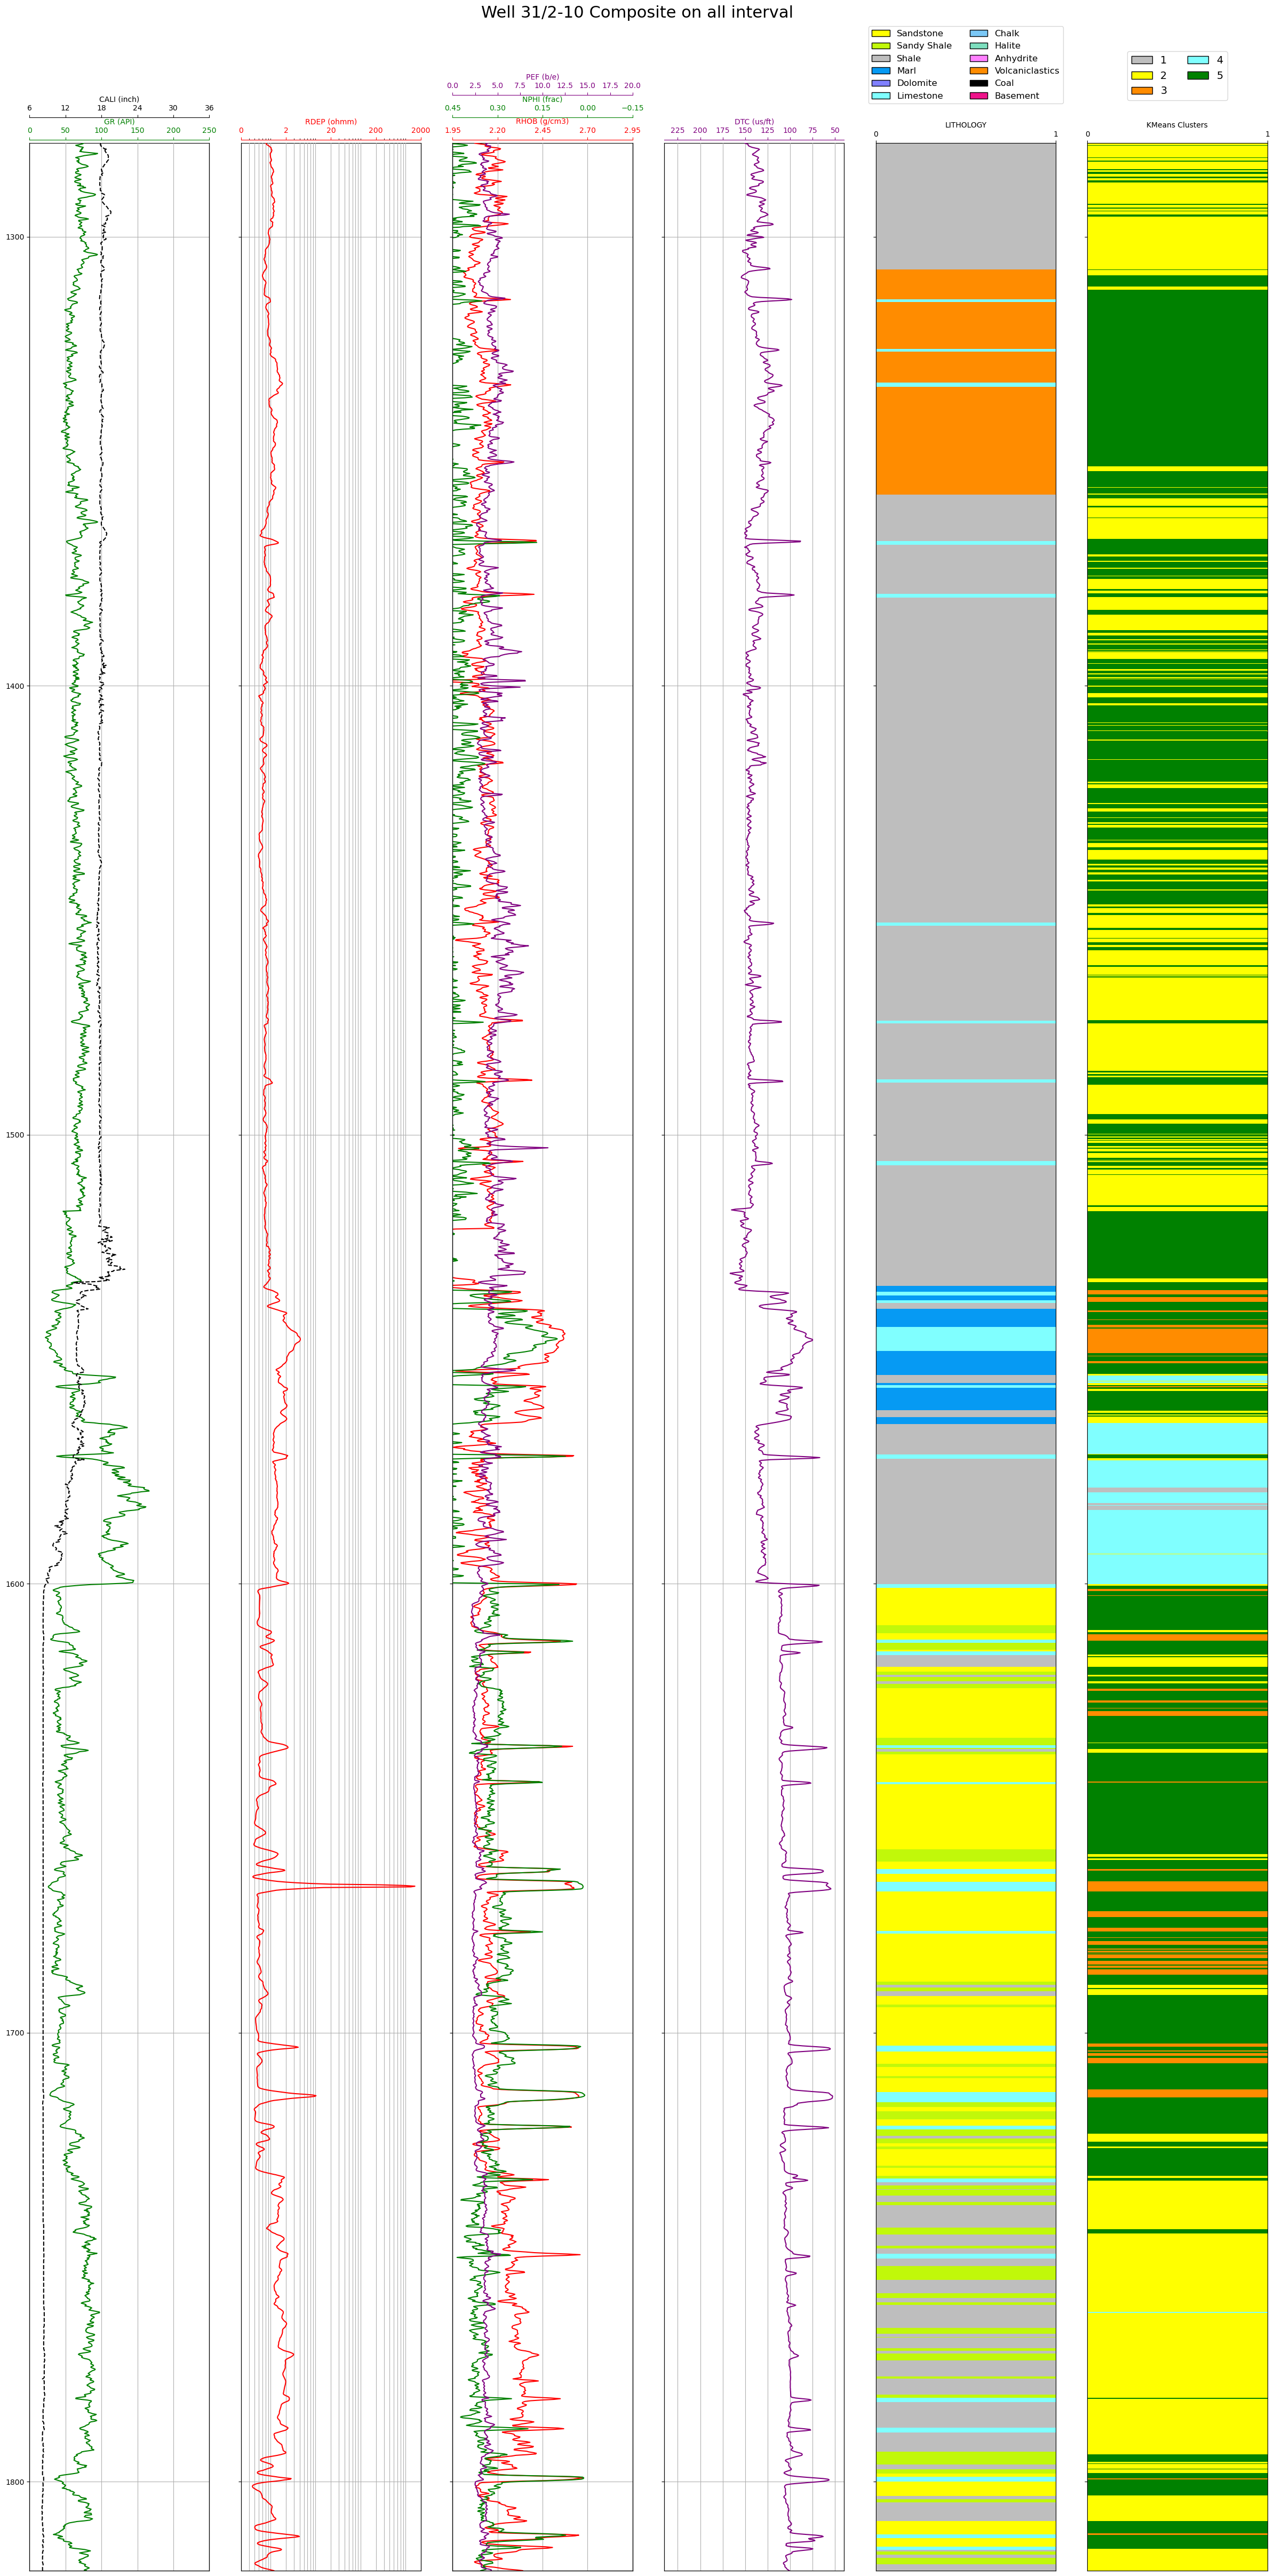 Well 31/2-10 Composite on all interval
Sandstone Chalk
Sandy Shale Halite
Shale Anhydrite
Marl Volcaniclastics
Dolomite Coal
Limestone Basement
1 4
2 5
3
PEF (b/e)
0.0 2.5 5.0 7.5 10.0 12.5 15.0 17.5 20.0
CALI (inch) NPHI (frac)
6 12 18 24 30 36 0.45 0.30 0.15 0.00 −0.15
GR (API) RDEP (ohmm) RHOB (g/cm3) DTC (us/ft) LITHOLOGY KMeans Clusters
0 50 100 150 200 250 0 2 20 200 2000 1.95 2.20 2.45 2.70 2.95 225 200 175 150 125 100 75 50 0 1 0 1
1300
1400
1500
1600
1700
1800